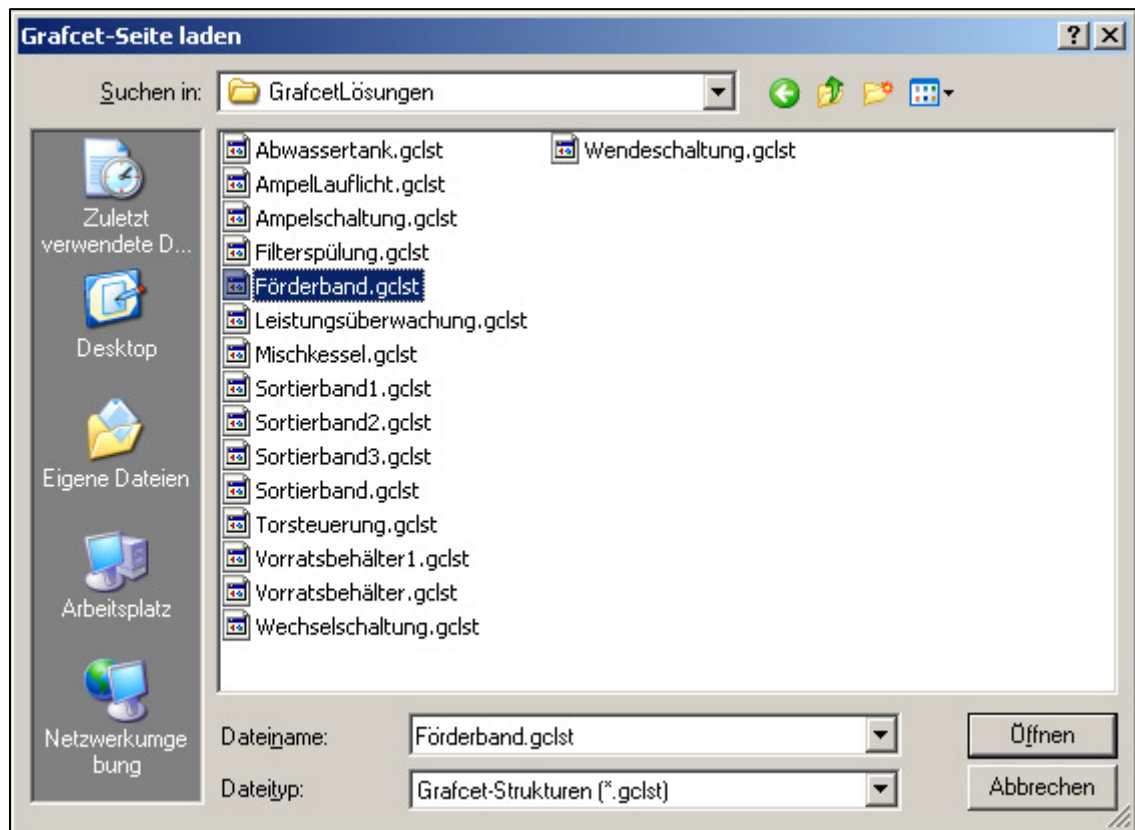 Grafcet-Seite laden
Suchen in:
GrafcetLösungen
Zuletzt
verwendete D...
Desktop
Eigene Dateien
Arbeitsplatz
Netzwerkumge
bung
Abwassertank.gclst
AmpelLauflicht.gclst
Ampelschaltung.gclst
Filterspülung.gclst
Förderband.gclst
Leistungsüberwachung.gclst
Mischkessel.gclst
Sortierband1.gclst
Sortierband2.gclst
Sortierband3.gclst
Sortierband.gclst
Torsteuerung.gclst
Vorratsbehälter1.gclst
Vorratsbehälter.gclst
Wechselschaltung.gclst
Wendeschaltung.gclst
Dateiname:
Förderband.gclst
Öffnen
Dateityp:
Grafcet-Strukturen (*.gclst)
Abbrechen